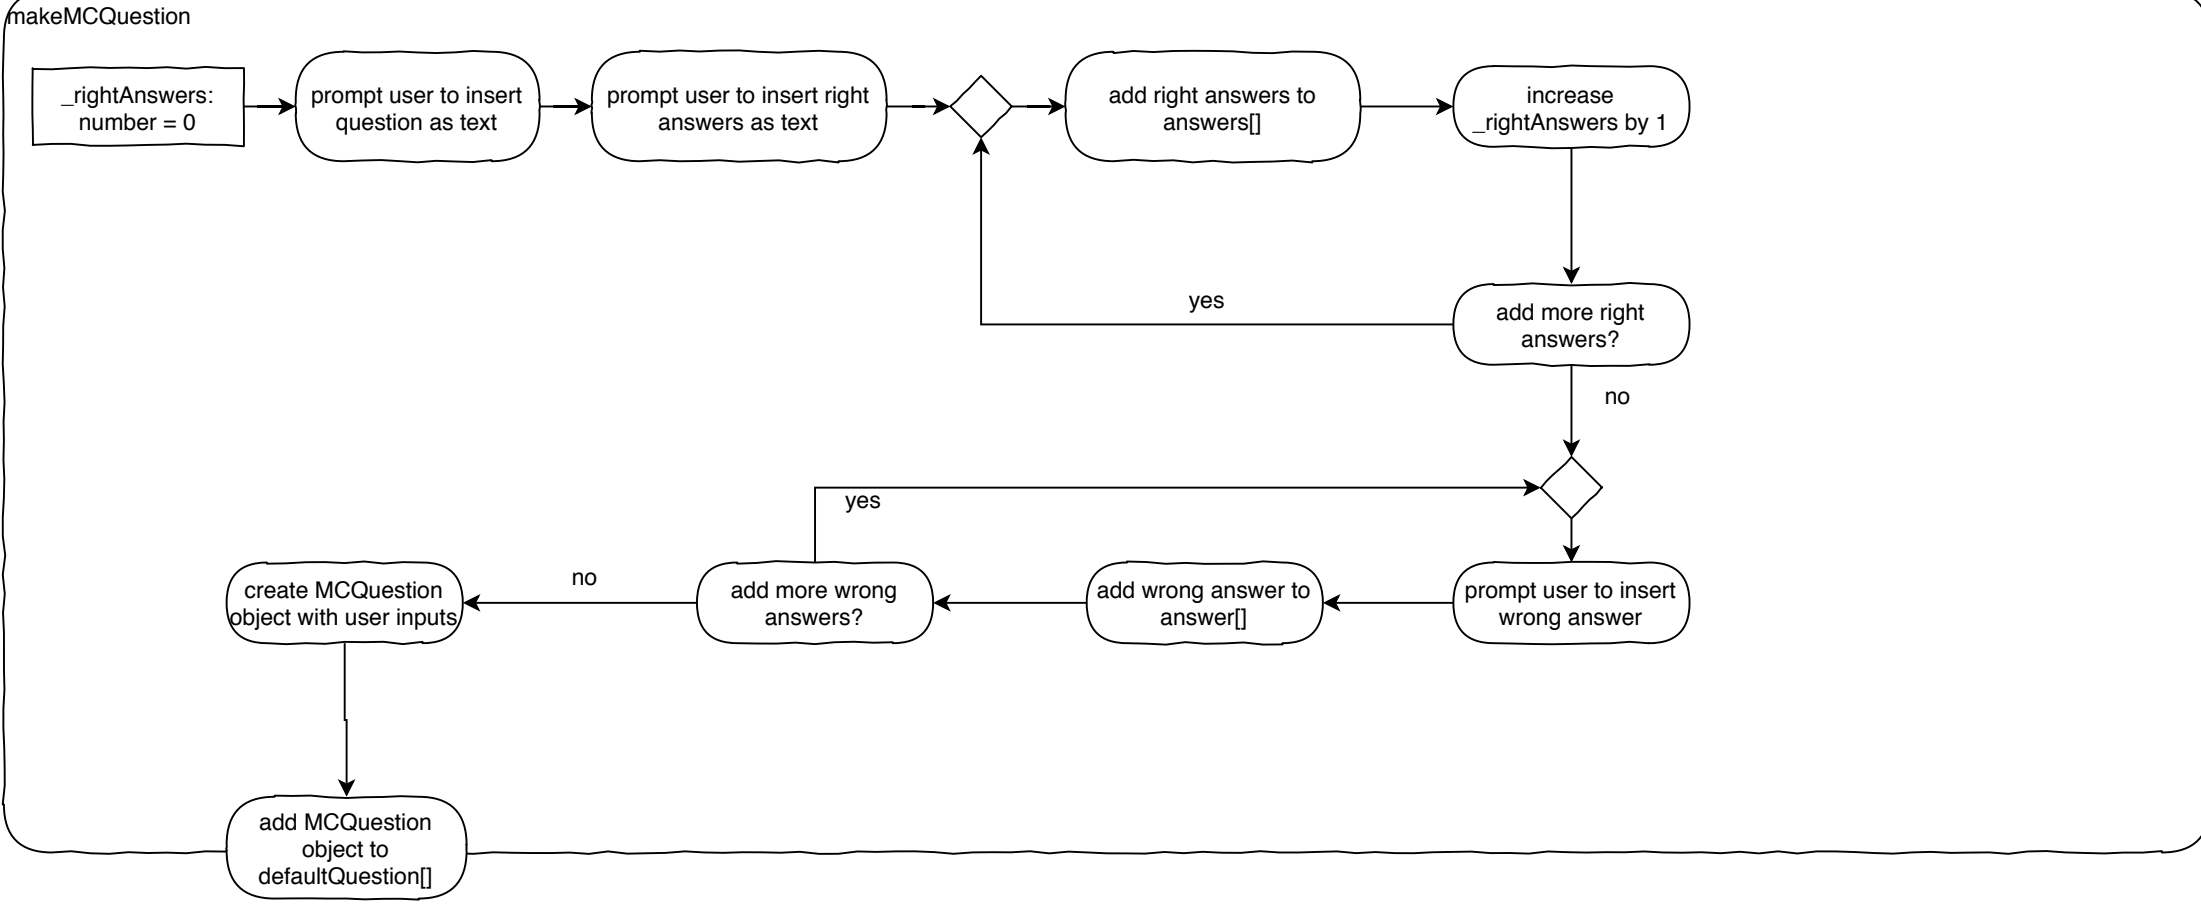 makeMCQuestion
_rightAnswers:
number = 0
prompt user to insert
question as text
prompt user to insert right
answers as text
add right answers to
answers[]
increase
_rightAnswers by 1
yes
add more right
answers?
no
yes
create MCQuestion
object with user inputs
no
add more wrong
answers?
add wrong answer to
answer[]
prompt user to insert
wrong answer
add MCQuestion
object to
defaultQuestion[]